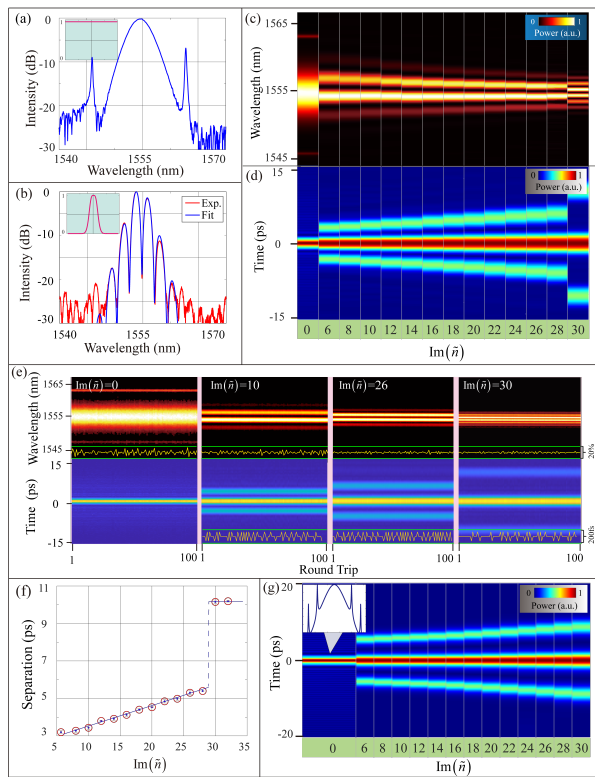 (a)
Intensity (dB)
0
-10
-20
-30
1
0
1540
1555
1570
Wavelength (nm)
(b)
Intensity (dB)
0
-10
-20
-30
1
0
Exp.
Fit
1540
1555
1570
Wavelength (nm)
(c)
Wavelength (nm)
1565
1555
1545
0 1
Power (a.u.)
(d)
Time (ps)
15
0
-15
0 1
Power (a.u.)
0 6 8 10 12 14 16 18 20 22 24 26 28 30
Im(ñ)
(e)
Wavelength (nm)
1565
1555
1545
Im(ñ)=0
Im(ñ)=10
Im(ñ)=26
Im(ñ)=30
20%
Time (ps)
15
0
-15
200fs
1 100 1 100 1 100 1 100
Round Trip
(f)
Separation (ps)
11
9
7
5
3
5 10 15 20 25 30 35
Im(ñ)
(g)
Time (ps)
20
0
-20
0 1
Power (a.u.)
0 6 8 10 12 14 16 18 20 22 24 26 28 30
Im(ñ)